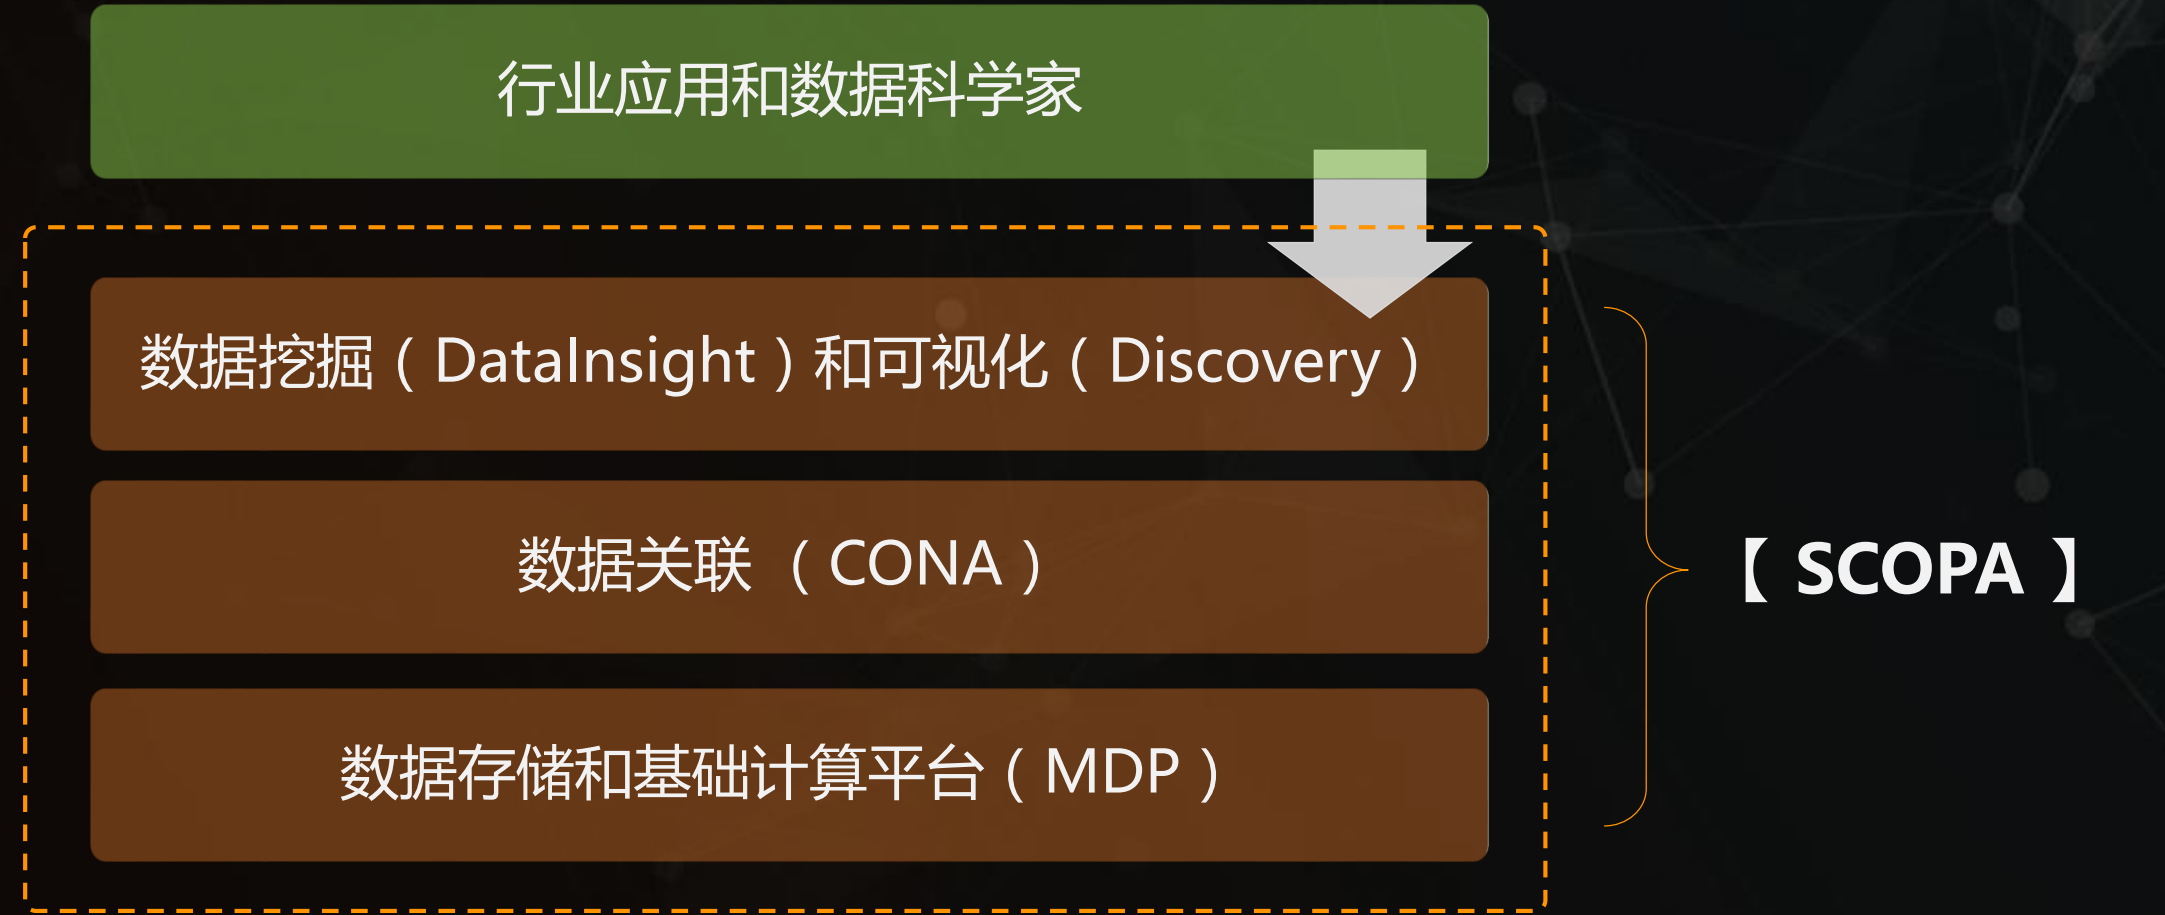 行业应用和数据科学家
数据挖掘（DataInsight）和可视化（Discovery）
数据关联 （CONA）
【 SCOPA 】
数据存储和基础计算平台（MDP）